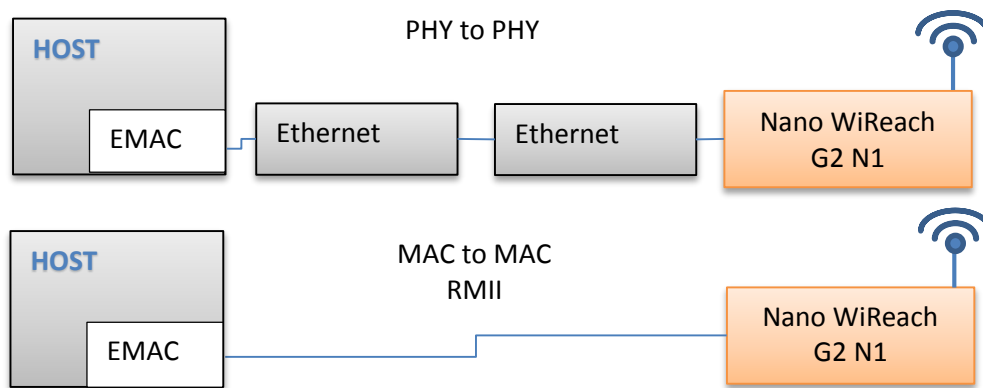 PHY to PHY
HOST
EMAC
Ethernet
Ethernet
Nano WiReach
G2 N1
MAC to MAC
RMII
HOST
EMAC
Nano WiReach
G2 N1